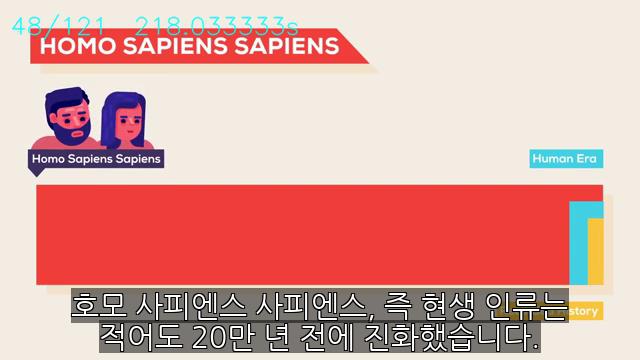 48/121 218.033333s
HOMO SAPIENS SAPIENS
Homo Sapiens Sapiens
Human Era
호모 사피엔스 사피엔스, 즉 현생 인류는
적어도 20만 년 전에 진화했습니다.